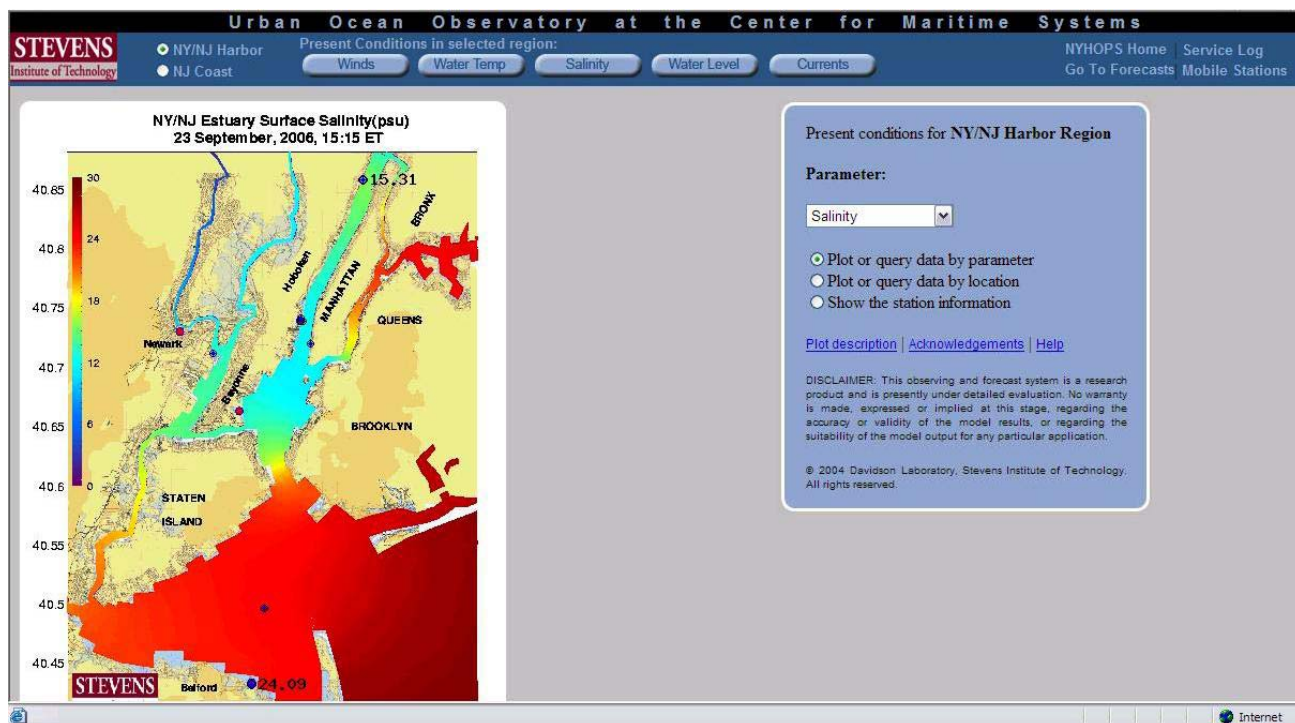 Urban Ocean Observatory at the Center for Maritime Systems
STEVENS
Institute of Technology
NY/NJ Harbor
NJ Coast
Present Conditions in selected region:
Winds
Water Temp
Salinity
Water Level
Currents
NYHOPS Home | Service Log
Go To Forecasts | Mobile Stations
NY/NJ Estuary Surface Salinity(psu)
23 September, 2006, 15:15 ET
40.85
40.8
40.75
40.7
40.65
40.6
40.55
40.5
40.45
30
24
18
12
6
0
15.31
BRONX
Hoboken
MANHATTAN
QUEENS
Newark
Bayonne
BROOKLYN
STATEN
ISLAND
STEVENS
Belford
24.09
Present conditions for NY/NJ Harbor Region
Parameter:
Salinity
Plot or query data by parameter
Plot or query data by location
Show the station information
Plot description | Acknowledgements | Help
DISCLAIMER: This observing and forecast system is a research
product and is presently under detailed evaluation. No warranty
is made, expressed or implied at this stage, regarding the
accuracy or validity of the model results, or regarding the
suitability of the model output for any particular application.
© 2004 Davidson Laboratory, Stevens Institute of Technology.
All rights reserved.
Internet